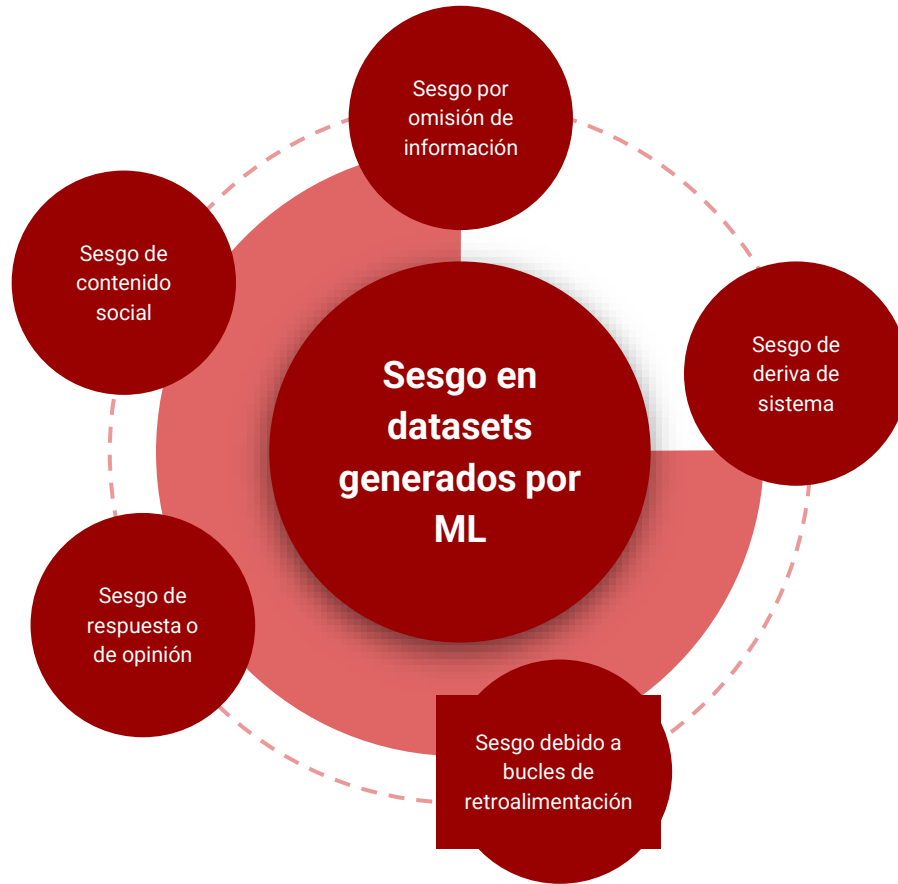 Sesgo por
omisión de
información
Sesgo de
contenido
social
Sesgo de
deriva de
sistema
Sesgo en
datasets
generados por
ML
Sesgo de
respuesta o
de opinión
Sesgo debido a
bucles de
retroalimentación